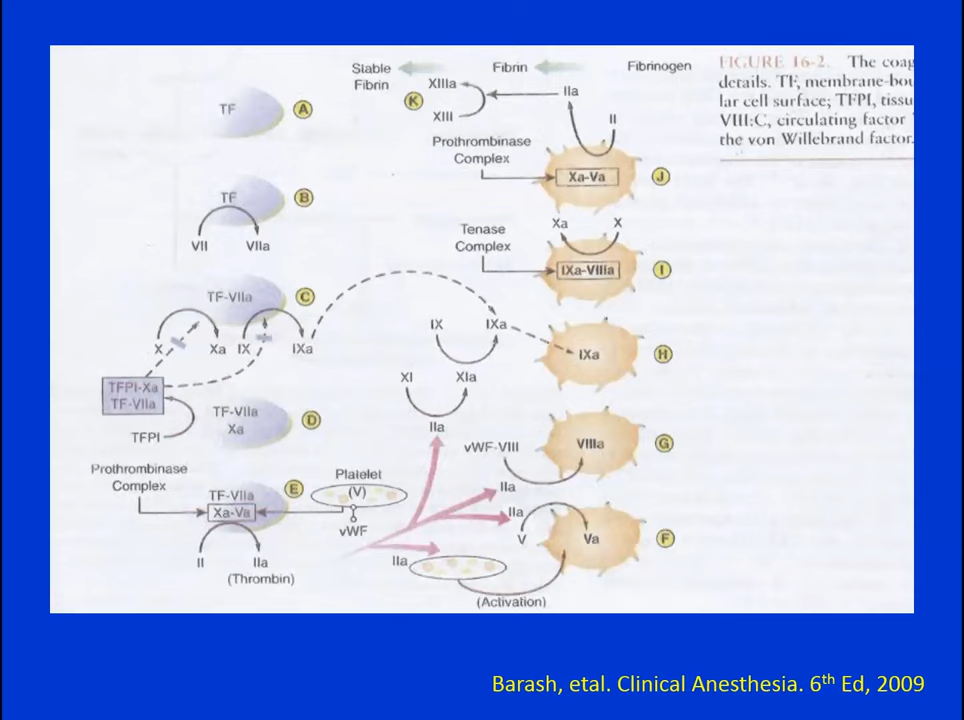 Stable
Fibrin
Fibrin
Fibrinogen
FIGURE 16-2. The coag
details. TF, membrane-bou
lar cell surface; TFPI, tissu
VIII:C, circulating factor
the von Willebrand factor.
TF
A
K
XIIIa
XIII
IIa
II
Prothrombinase
Complex
Xa-Va
J
TF
B
VII
VIIa
Xa
X
Tenase
Complex
IXa-VIIIa
I
TF-VIIa
C
X
Xa
IX
IXa
IX
IXa
IXa
H
TFPI-Xa
TF-VIIa
TFPI
XI
XIa
IIa
TF-VIIa
Xa
D
vWF-VIII
VIIIa
G
IIa
Prothrombinase
Complex
TF-VIIa
Xa-Va
E
Platelet
(V)
vWF
IIa
V
Va
F
II
IIa
(Thrombin)
IIa
(Activation)
Barash, etal. Clinical Anesthesia. 6th Ed, 2009